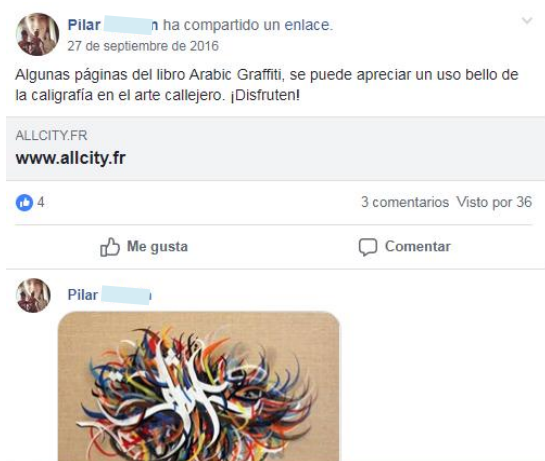 Pilar n ha compartido un enlace.
27 de septiembre de 2016
Algunas páginas del libro Arabic Graffiti, se puede apreciar un uso bello de
la caligrafía en el arte callejero. ¡Disfruten!
ALLCITY.FR
www.allcity.fr
4
3 comentarios Visto por 36
Me gusta
Comentar
Pilar